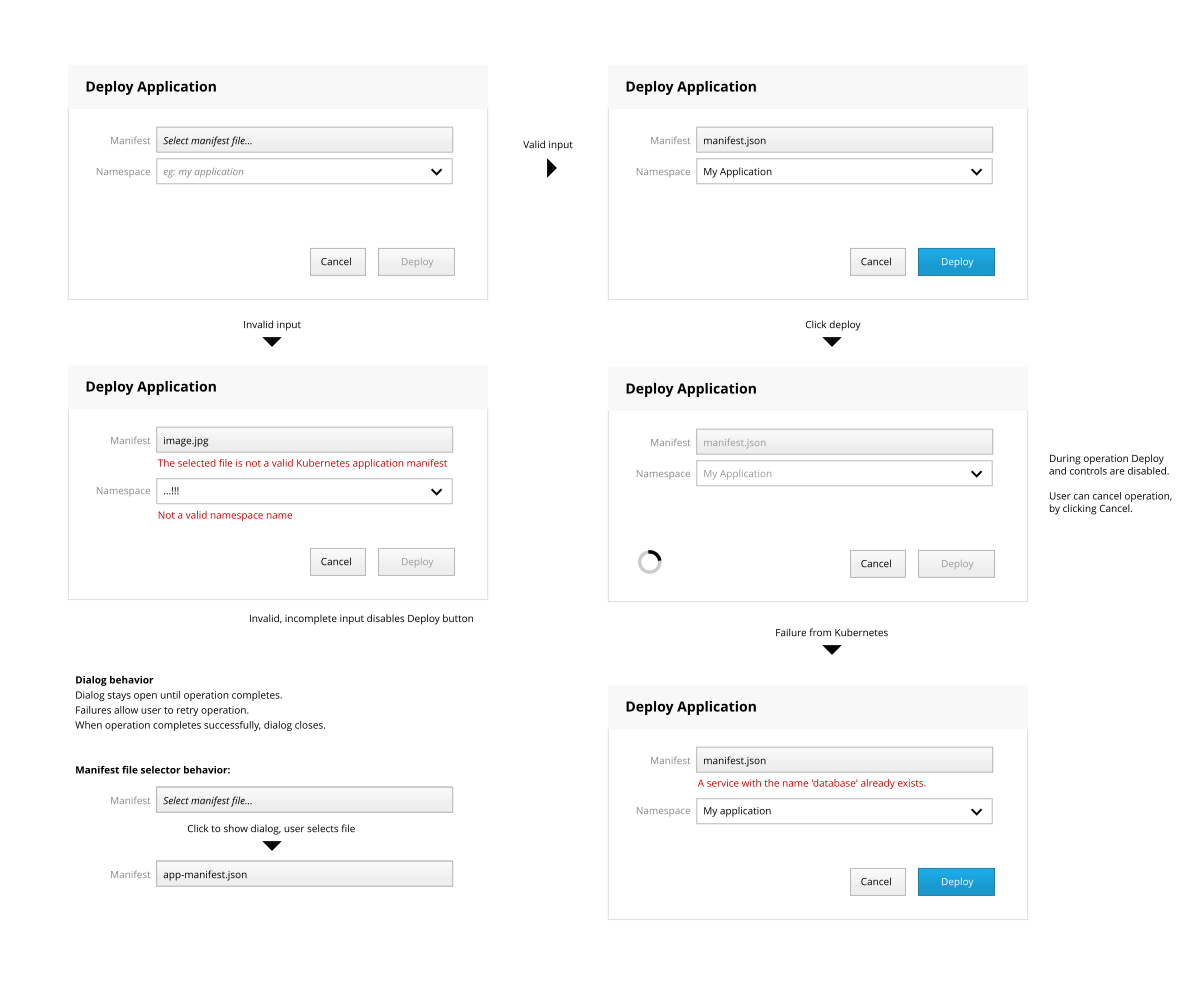 Deploy Application
Manifest
Select manifest file...
Namespace
eg: my application
Cancel
Deploy
Valid input
Deploy Application
Manifest
manifest.json
Namespace
My Application
Cancel
Deploy
Invalid input
Click deploy
Deploy Application
Manifest
image.jpg
The selected file is not a valid Kubernetes application manifest
Namespace
...!!!
Not a valid namespace name
Cancel
Deploy
Invalid, incomplete input disables Deploy button
Deploy Application
Manifest
manifest.json
Namespace
My Application
Cancel
Deploy
During operation Deploy
and controls are disabled.
User can cancel operation,
by clicking Cancel.
Failure from Kubernetes
Dialog behavior
Dialog stays open until operation completes.
Failures allow user to retry operation.
When operation completes successfully, dialog closes.
Manifest file selector behavior:
Manifest
Select manifest file...
Click to show dialog, user selects file
Manifest
app-manifest.json
Deploy Application
Manifest
manifest.json
A service with the name 'database' already exists.
Namespace
My application
Cancel
Deploy